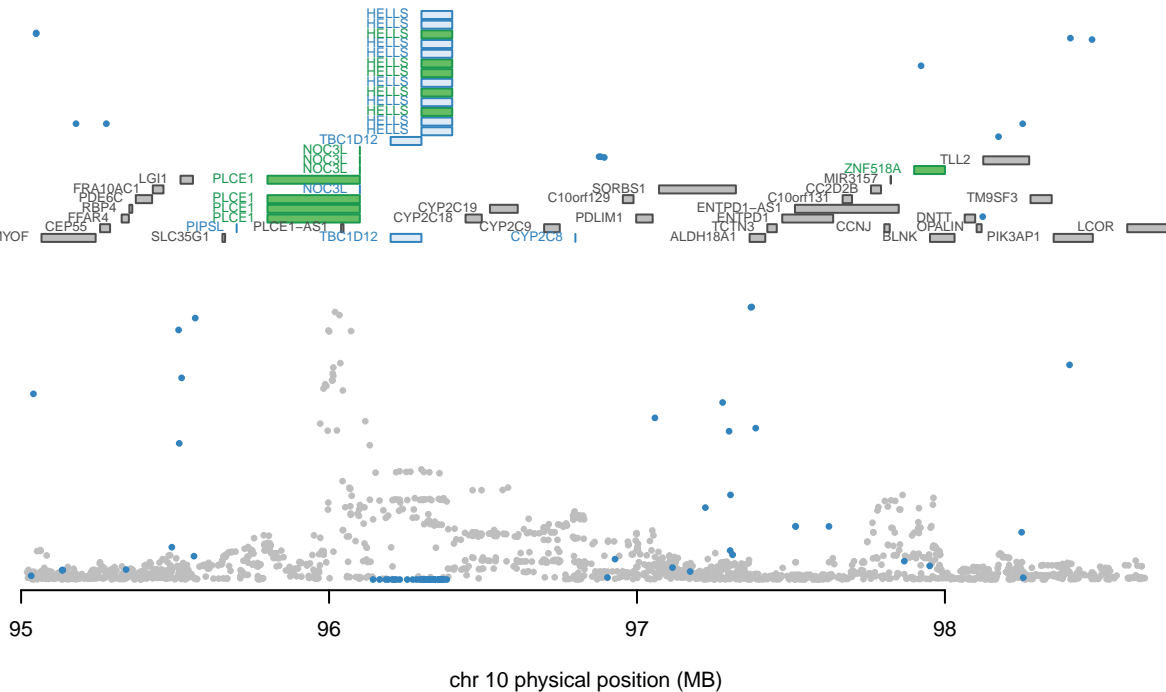 HELLS
HELLS
HELLS
HELLS
HELLS
HELLS
HELLS
HELLS
HELLS
HELLS
HELLS
HELLS
HELLS
TBC1D12
NOC3L
NOC3L
TLL2
NOC3L
ZNF518A
LGI1
PLCE1
MIR3157
FRA10AC1
NOC3L
SORBS1
CC2D2B
PDE6C
PLCE1
C10orf129
C10orf131
TM9SF3
RBP4
PLCE1
CYP2C19
ENTPD1−AS1
FFAR4
PLCE1
CYP2C18
PDLIM1
ENTPD1
DNTT
CEP55
PIPSL
PLCE1−AS1
CYP2C9
TCTN3
CCNJ
OPALIN
LCOR
MYOF
SLC35G1
TBC1D12
CYP2C8
ALDH18A1
BLNK
PIK3AP1
95
96
97
98
chr 10 physical position (MB)